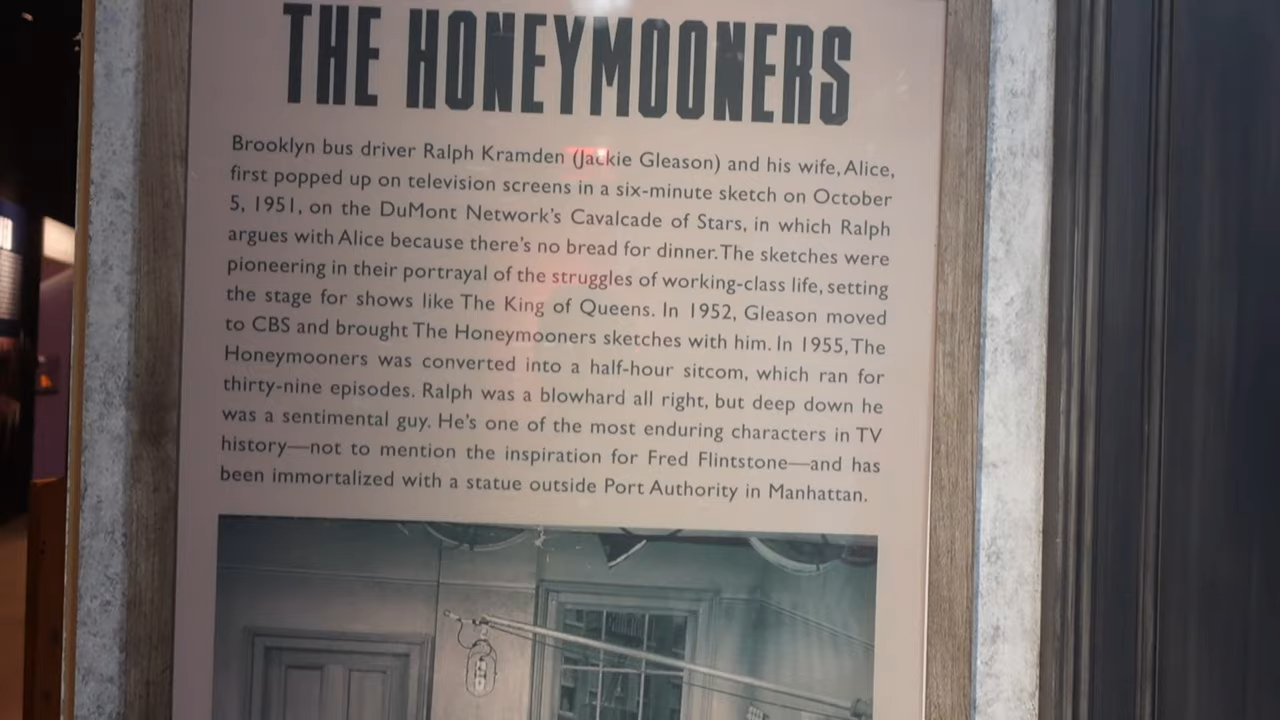 THE HONEYMOONERS
Brooklyn bus driver Ralph Kramden (Jackie Gleason) and his wife, Alice,
first popped up on television screens in a six-minute sketch on October
5, 1951, on the DuMont Network's Cavalcade of Stars, in which Ralph
argues with Alice because there's no bread for dinner. The sketches were
pioneering in their portrayal of the struggles of working-class life, setting
the stage for shows like The King of Queens. In 1952, Gleason moved
to CBS and brought The Honeymooners sketches with him. In 1955, The
Honeymooners was converted into a half-hour sitcom, which ran for
thirty-nine episodes. Ralph was a blowhard all right, but deep down he
was a sentimental guy. He's one of the most enduring characters in TV
history—not to mention the inspiration for Fred Flintstone—and has
been immortalized with a statue outside Port Authority in Manhattan.